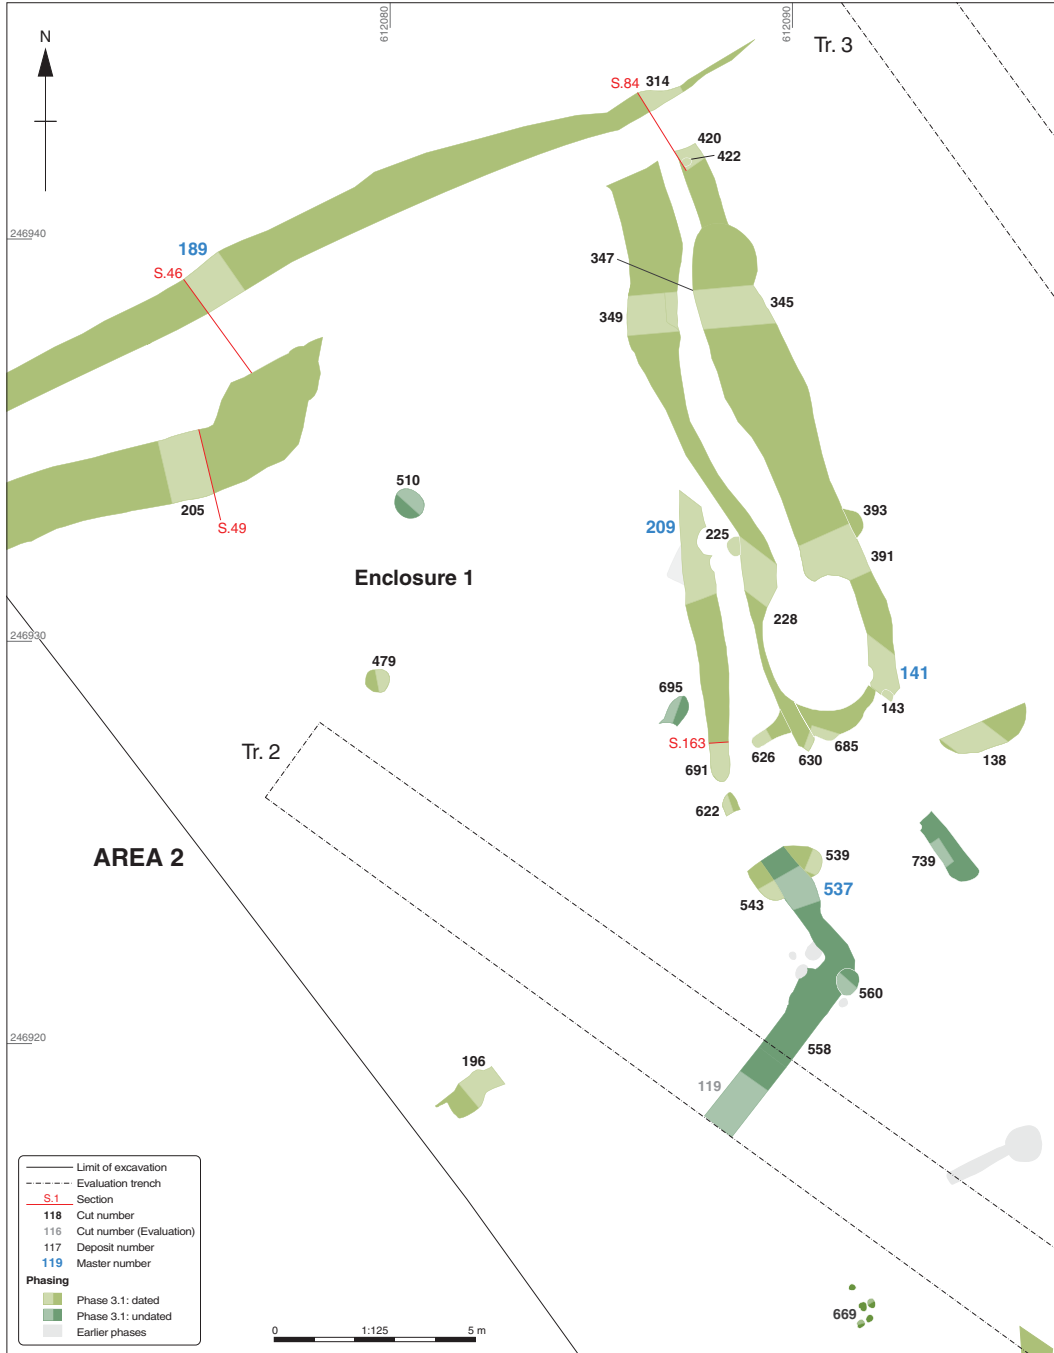 612080
612090
Tr. 3
N
S.84
314
420
422
246940
189
S.46
347
349
345
205
S.49
510
393
209
225
391
Enclosure 1
228
246930
479
141
695
143
Tr. 2
S.163
626
630
685
138
691
622
AREA 2
539
739
537
543
560
246920
558
196
119
669
Limit of excavation
Evaluation trench
S.1 Section
118 Cut number
116 Cut number (Evaluation)
117 Deposit number
119 Master number
Phasing
Phase 3.1: dated
Phase 3.1: undated
Earlier phases
0 1:125 5 m